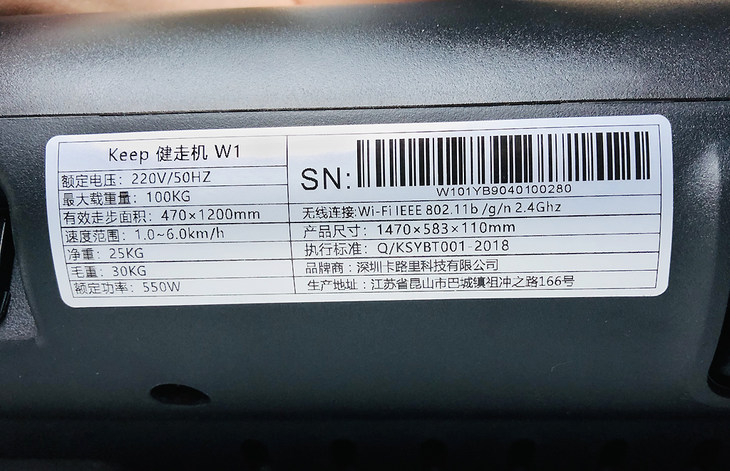 Keep 健走机 W1
额定电压：220V/50HZ
最大载重量：100KG
有效走步面积：470×1200mm
速度范围：1.0~6.0km/h
净重：25KG
毛重：30KG
额定功率：550W
SN:
W101YB9040100280
无线连接:Wi-Fi IEEE 802.11b /g/n 2.4Ghz
产品尺寸：1470×583×110mm
执行标准：Q/KSYBT001-2018
品牌商：深圳卡路里科技有限公司
生产地址：江苏省昆山市巴城镇祖冲之路166号